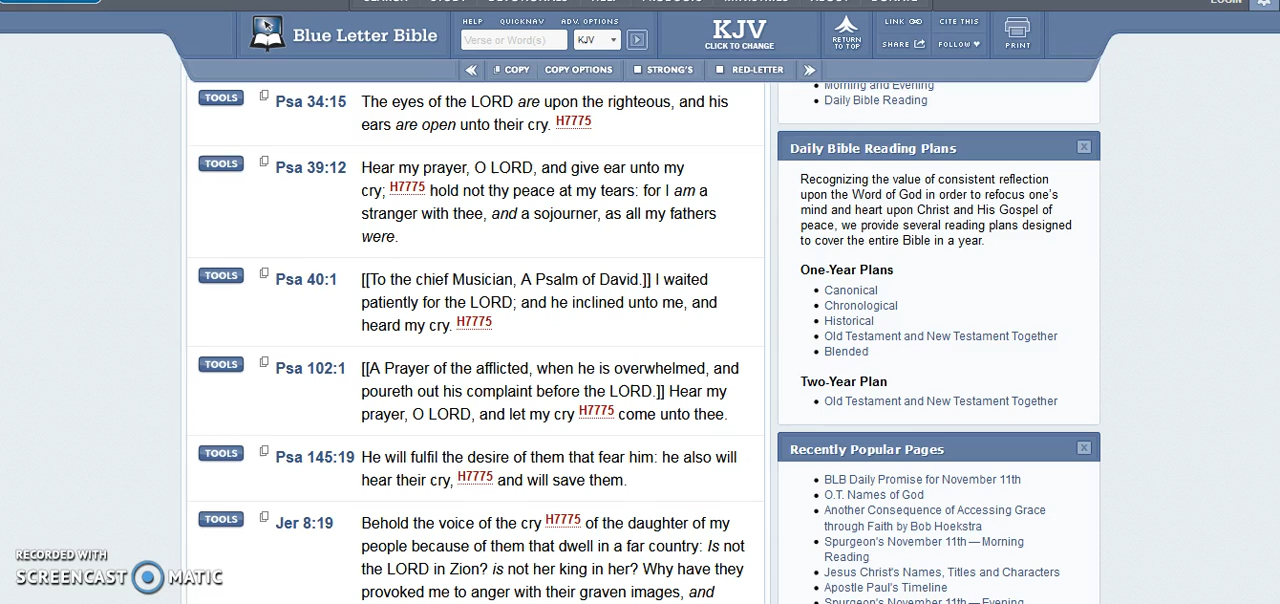 SEARCH STUDY DEVOTIONALS HELP PRODUCTS MINISTRIES ABOUT DONATE LOGIN
Blue Letter Bible
HELP QUICKNAV ADV. OPTIONS
Verse or Word(s) KJV
KJV
CLICK TO CHANGE
RETURN
TO TOP
LINK CITE THIS
SHARE FOLLOW
PRINT
COPY COPY OPTIONS STRONG'S RED-LETTER
TOOLS Psa 34:15 The eyes of the LORD are upon the righteous, and his
ears are open unto their cry. H7775
TOOLS Psa 39:12 Hear my prayer, O LORD, and give ear unto my
cry; H7775 hold not thy peace at my tears: for I am a
stranger with thee, and a sojourner, as all my fathers
were.
TOOLS Psa 40:1 [[To the chief Musician, A Psalm of David.]] I waited
patiently for the LORD; and he inclined unto me, and
heard my cry. H7775
TOOLS Psa 102:1 [[A Prayer of the afflicted, when he is overwhelmed, and
poureth out his complaint before the LORD.]] Hear my
prayer, O LORD, and let my cry H7775 come unto thee.
TOOLS Psa 145:19 He will fulfil the desire of them that fear him: he also will
hear their cry, H7775 and will save them.
TOOLS Jer 8:19 Behold the voice of the cry H7775 of the daughter of my
people because of them that dwell in a far country: Is not
the LORD in Zion? is not her king in her? Why have they
provoked me to anger with their graven images, and
Morning and Evening
Daily Bible Reading
Daily Bible Reading Plans
Recognizing the value of consistent reflection
upon the Word of God in order to refocus one's
mind and heart upon Christ and His Gospel of
peace, we provide several reading plans designed
to cover the entire Bible in a year.
One-Year Plans
Canonical
Chronological
Historical
Old Testament and New Testament Together
Blended
Two-Year Plan
Old Testament and New Testament Together
Recently Popular Pages
BLB Daily Promise for November 11th
O.T. Names of God
Another Consequence of Accessing Grace
through Faith by Bob Hoekstra
Spurgeon's November 11th—Morning
Reading
Jesus Christ's Names, Titles and Characters
Apostle Paul's Timeline
Spurgeon's November 11th—Evening
RECORDED WITH
SCREENCAST MATIC